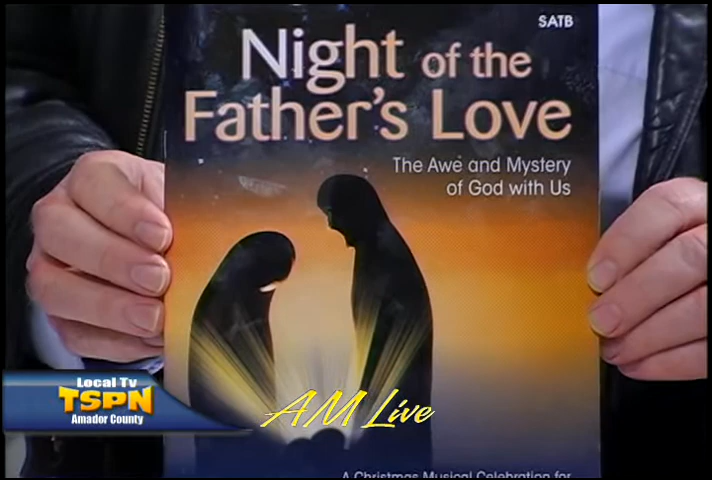 SATB
Night of the
Father's Love
The Awe and Mystery
of God with Us
Local Tv
TSPN
Amador County
AM Live
A Christmas Musical Celebration for